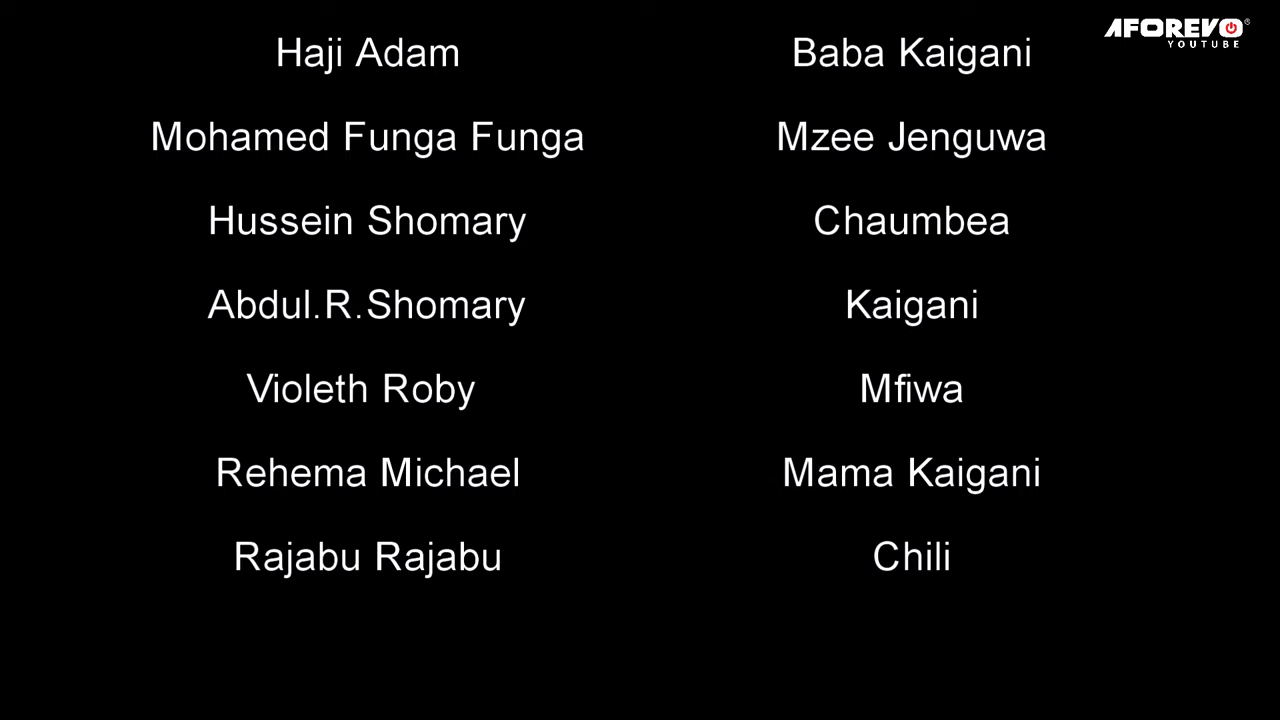 AFOREVO
YOUTUBE
Haji Adam Baba Kaigani
Mohamed Funga Funga Mzee Jenguwa
Hussein Shomary Chaumbea
Abdul.R.Shomary Kaigani
Violeth Roby Mfiwa
Rehema Michael Mama Kaigani
Rajabu Rajabu Chili